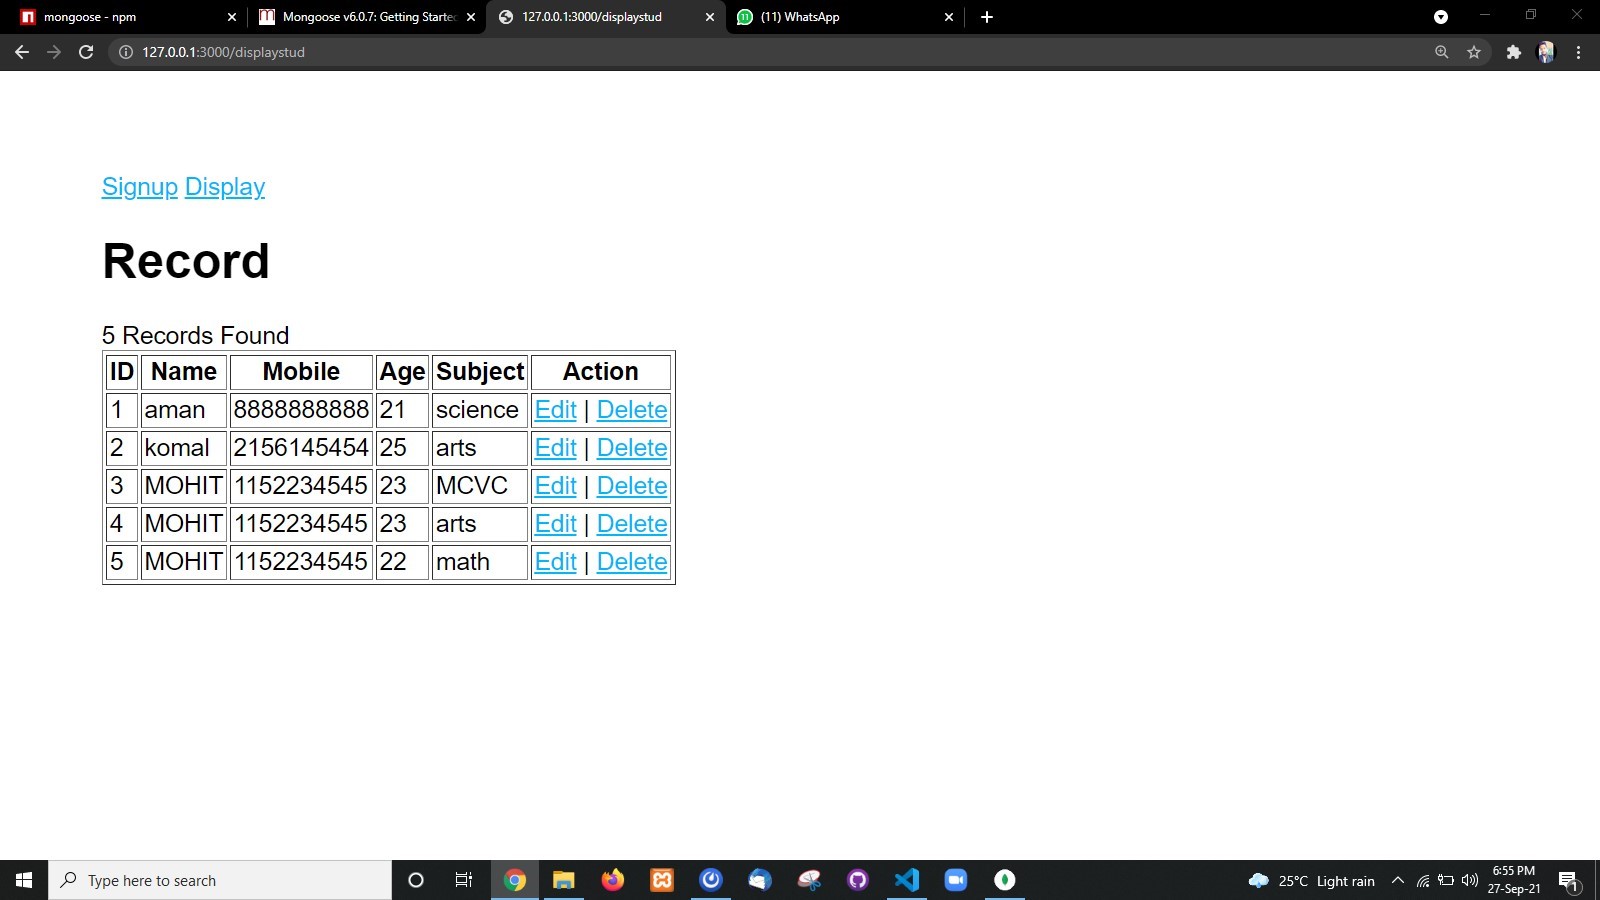 mongoose - npm
Mongoose v6.0.7: Getting Started
127.0.0.1:3000/displaystud
(11) WhatsApp
127.0.0.1:3000/displaystud
Signup Display
Record
5 Records Found
ID Name Mobile Age Subject Action
1 aman 8888888888 21 science Edit | Delete
2 komal 2156145454 25 arts Edit | Delete
3 MOHIT 1152234545 23 MCVC Edit | Delete
4 MOHIT 1152234545 23 arts Edit | Delete
5 MOHIT 1152234545 22 math Edit | Delete
Type here to search
25°C Light rain
6:55 PM
27-Sep-21
1